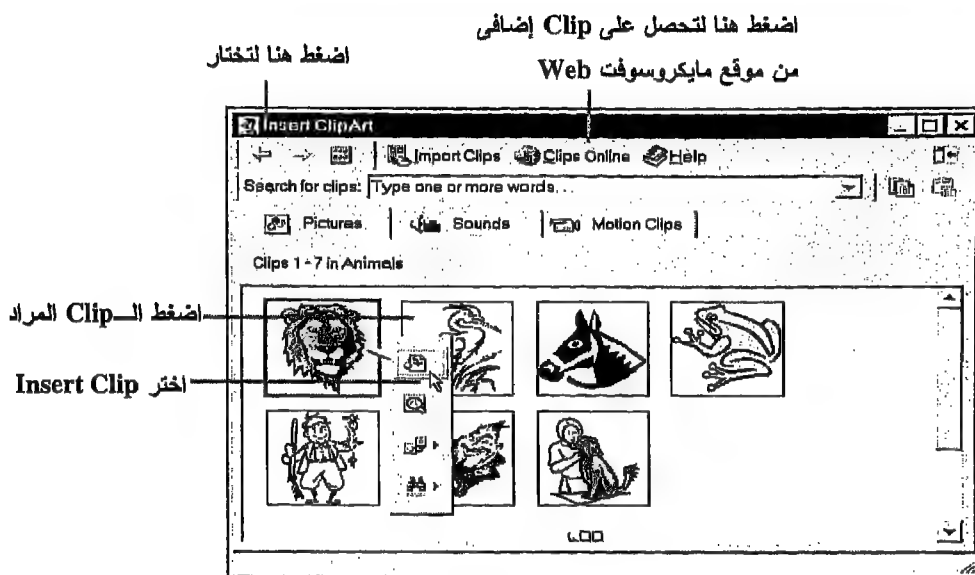 اضغط هنا لتحصل على Clip إضافى
من موقع مايكروسوفت Web
اضغط هنا لتختار
Insert ClipArt
Import Clips Clips Online Help
Search for clips: Type one or more words...
Pictures Sounds Motion Clips
Clips 1 - 7 in Animals
اضغط الــClip المراد
اختر Insert Clip